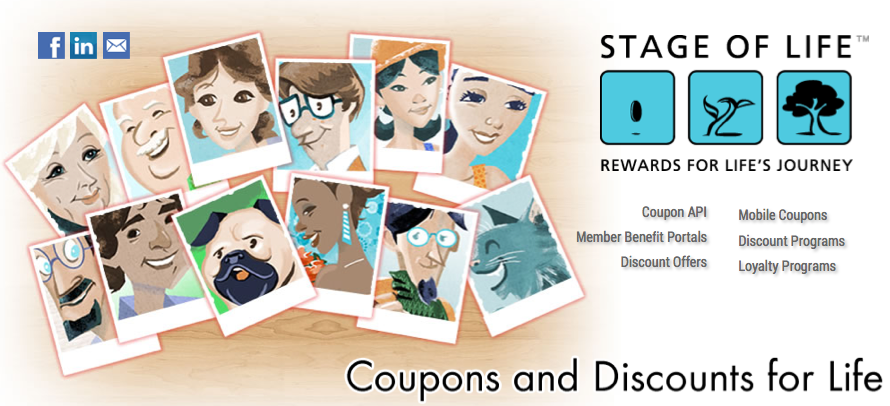 f in
STAGE OF LIFE™
REWARDS FOR LIFE'S JOURNEY
Coupon API
Member Benefit Portals
Discount Offers
Mobile Coupons
Discount Programs
Loyalty Programs
Coupons and Discounts for Life